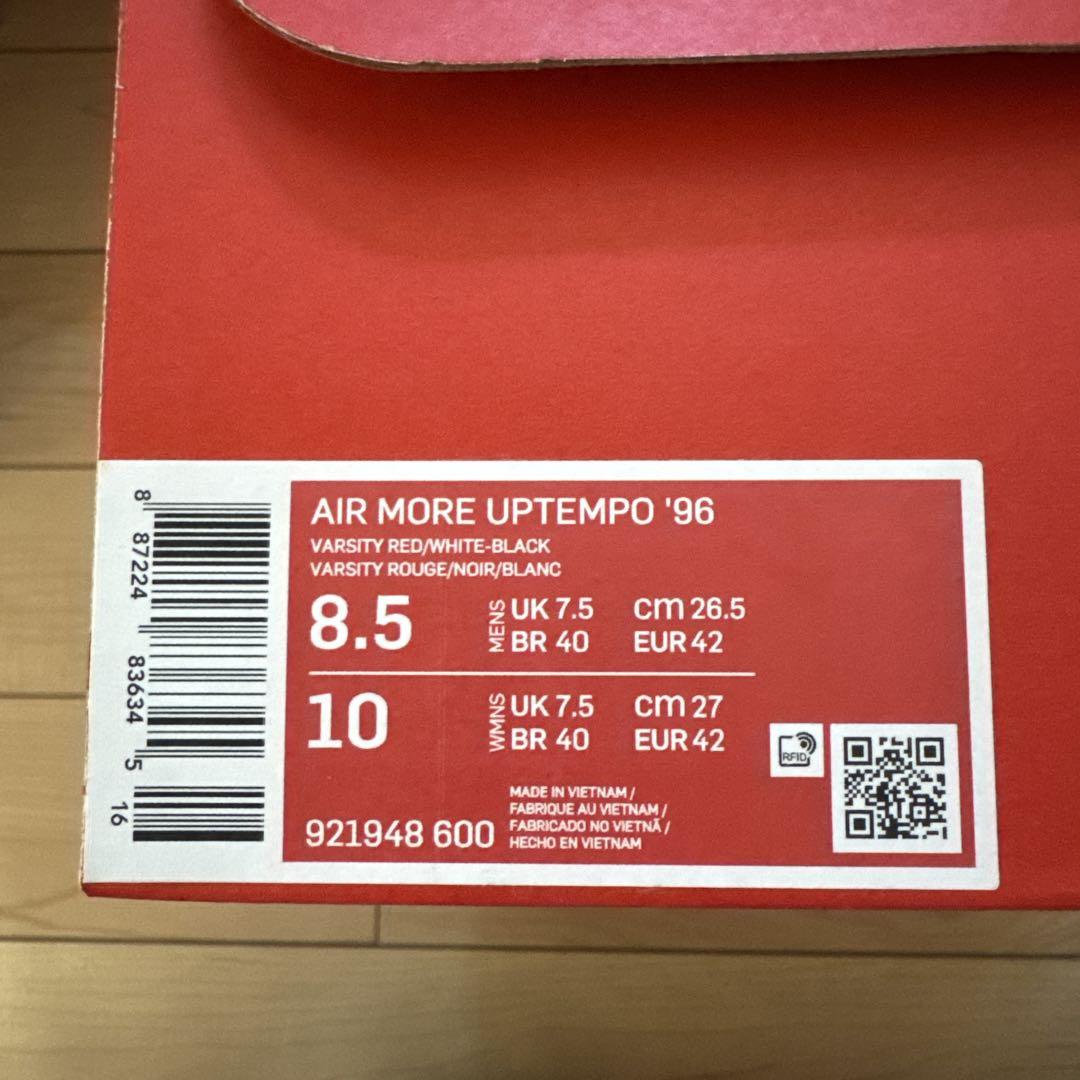 AIR MORE UPTEMPO '96
VARSITY RED/WHITE-BLACK
VARSITY ROUGE/NOIR/BLANC
8.5
MENS
UK 7.5 cm 26.5
BR 40 EUR 42
10
WMNS
UK 7.5 cm 27
BR 40 EUR 42
RFID
921948 600
MADE IN VIETNAM /
FABRIQUE AU VIETNAM /
FABRICADO NO VIETNÃ /
HECHO EN VIETNAM
8 87224 83634 5 16